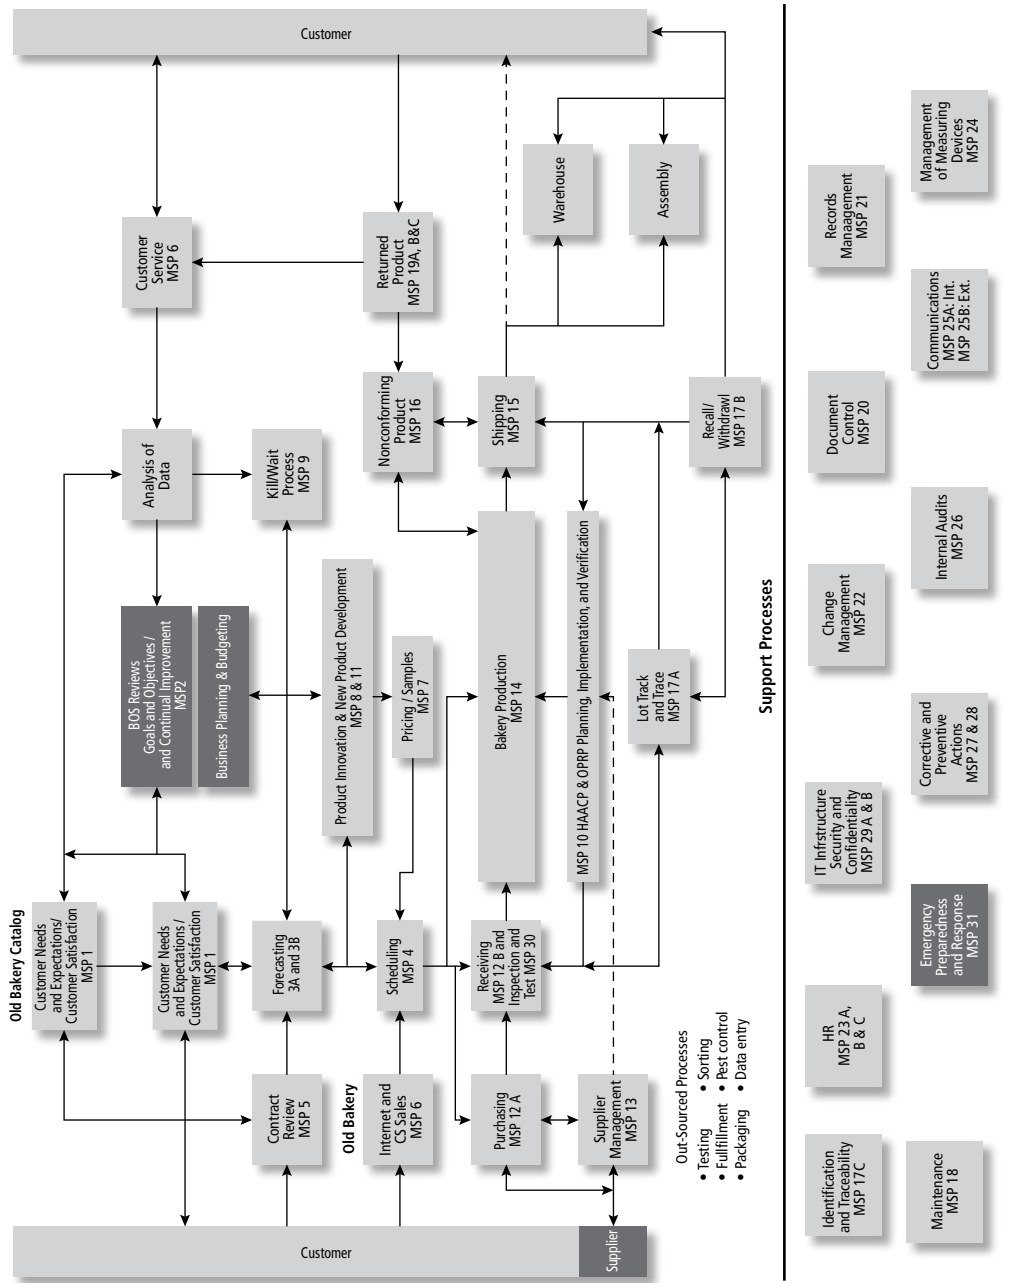 Customer
Supplier
Old Bakery Catalog
Customer Needs
and Expectations/
Customer Satisfaction
MSP 1
Customer Needs
and Expectations /
Customer Satisfaction
MSP 1
BOS Reviews
Goals and Objectives /
and Continual Improvement
MSP2
Business Planning & Budgeting
Analysis of
Data
Customer
Service
MSP 6
Customer
Contract
Review
MSP 5
Forecasting
3A and 3B
Kill/Wait
Process
MSP 9
Product Innovation & New Product Development
MSP 8 & 11
Old Bakery
Internet and
CS Sales
MSP 6
Scheduling
MSP 4
Pricing / Samples
MSP 7
Nonconforming
Product
MSP 16
Returned
Product
MSP 19A, B&C
Purchasing
MSP 12 A
Receiving
MSP 12 B and
Inspection and
Test MSP 30
Bakery Production
MSP 14
Shipping
MSP 15
Warehouse
Supplier
Management
MSP 13
MSP 10 HAACP & OPRP Planning, Implementation, and Verification
Assembly
Lot Track
and Trace
MSP 17 A
Recall/
Withdrawl
MSP 17 B
Out-Sourced Processes
• Testing • Sorting
• Fullfillment • Pest control
• Packaging • Data entry
Support Processes
Identification
and Traceability
MSP 17C
HR
MSP 23 A,
B & C
IT Infrstructure
Security and
Confidentiality
MSP 29 A & B
Change
Management
MSP 22
Document
Control
MSP 20
Records
Manaagement
MSP 21
Maintenance
MSP 18
Emergency
Preparedness
and Response
MSP 31
Corrective and
Preventive
Actions
MSP 27 & 28
Internal Audits
MSP 26
Communications
MSP 25A: Int.
MSP 25B: Ext.
Management
of Measuring
Devices
MSP 24